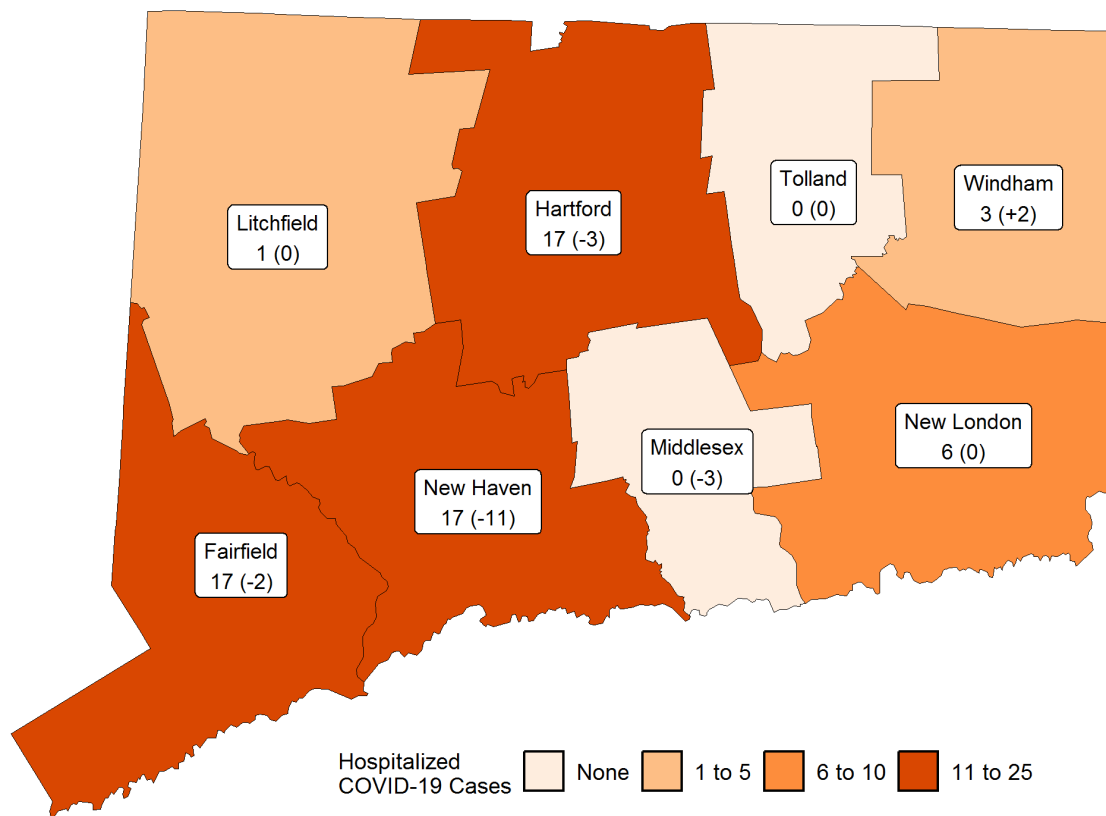 Tolland
0 (0)
Windham
3 (+2)
Hartford
17 (-3)
Litchfield
1 (0)
New London
6 (0)
Middlesex
0 (-3)
New Haven
17 (-11)
Fairfield
17 (-2)
Hospitalized
COVID-19 Cases
None
1 to 5
6 to 10
11 to 25